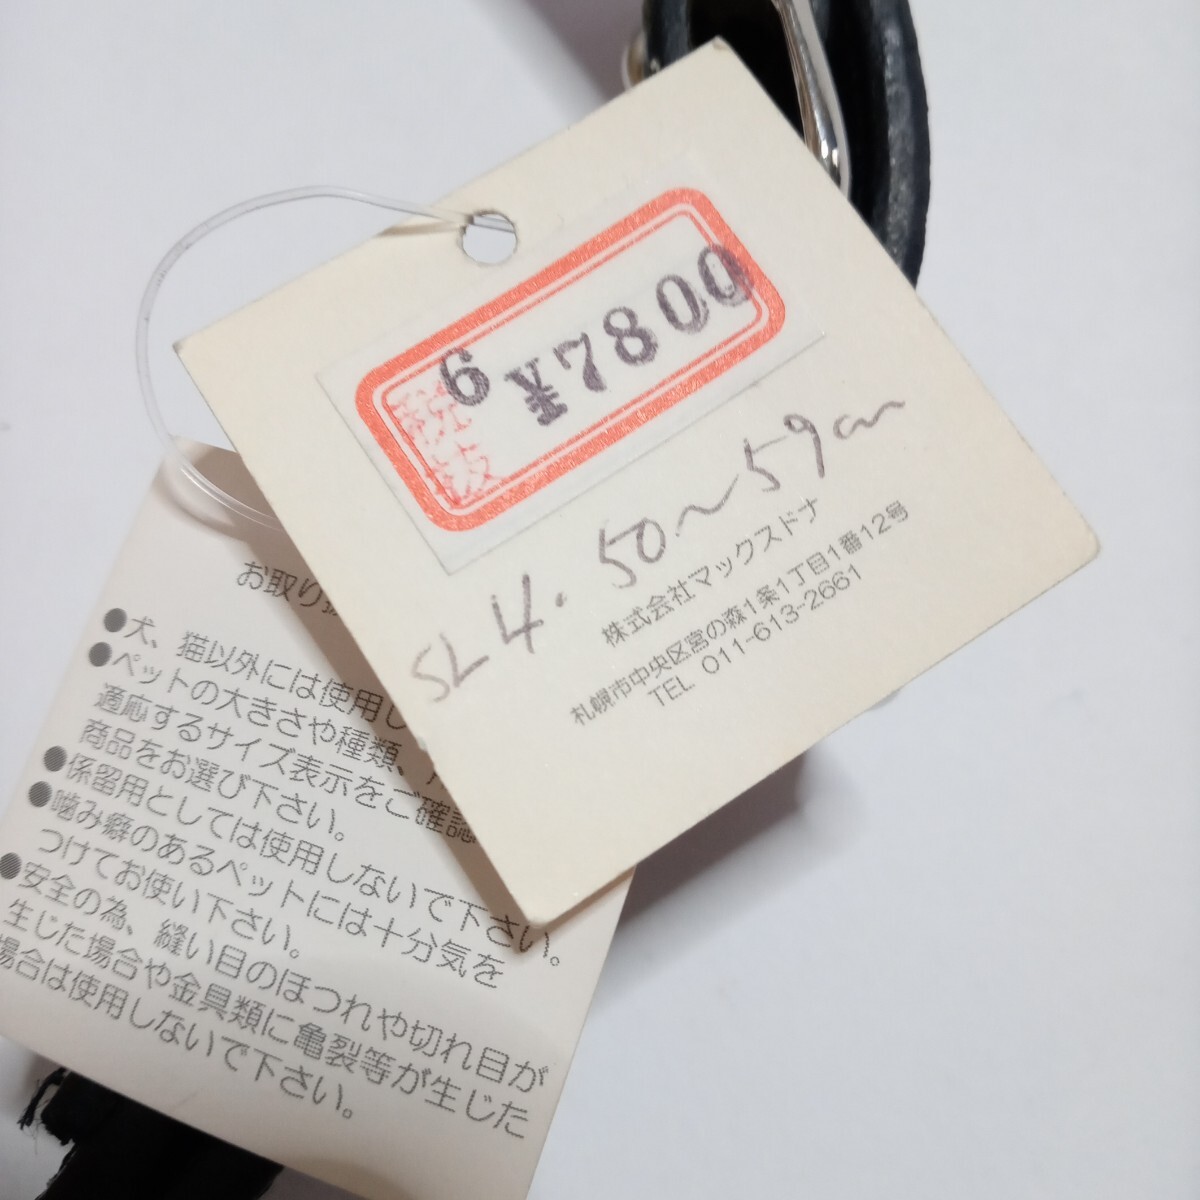 6 ¥7800
税抜
SL 4. 50~59cm
株式会社マックスドナ
札幌市中央区宮の森1条1丁目1番12号
TEL 011-613-2661
お取り
●犬、猫以外には使用し
●ペットの大きさや種類、
適応するサイズ表示をご確認
商品をお選び下さい。
●係留用としては使用しないで下さい。
●噛み癖のあるペットには十分気を
つけてお使い下さい。
●安全の為、縫い目のほつれや切れ目が
生じた場合や金具類に亀裂等が生じた
場合は使用しないで下さい。